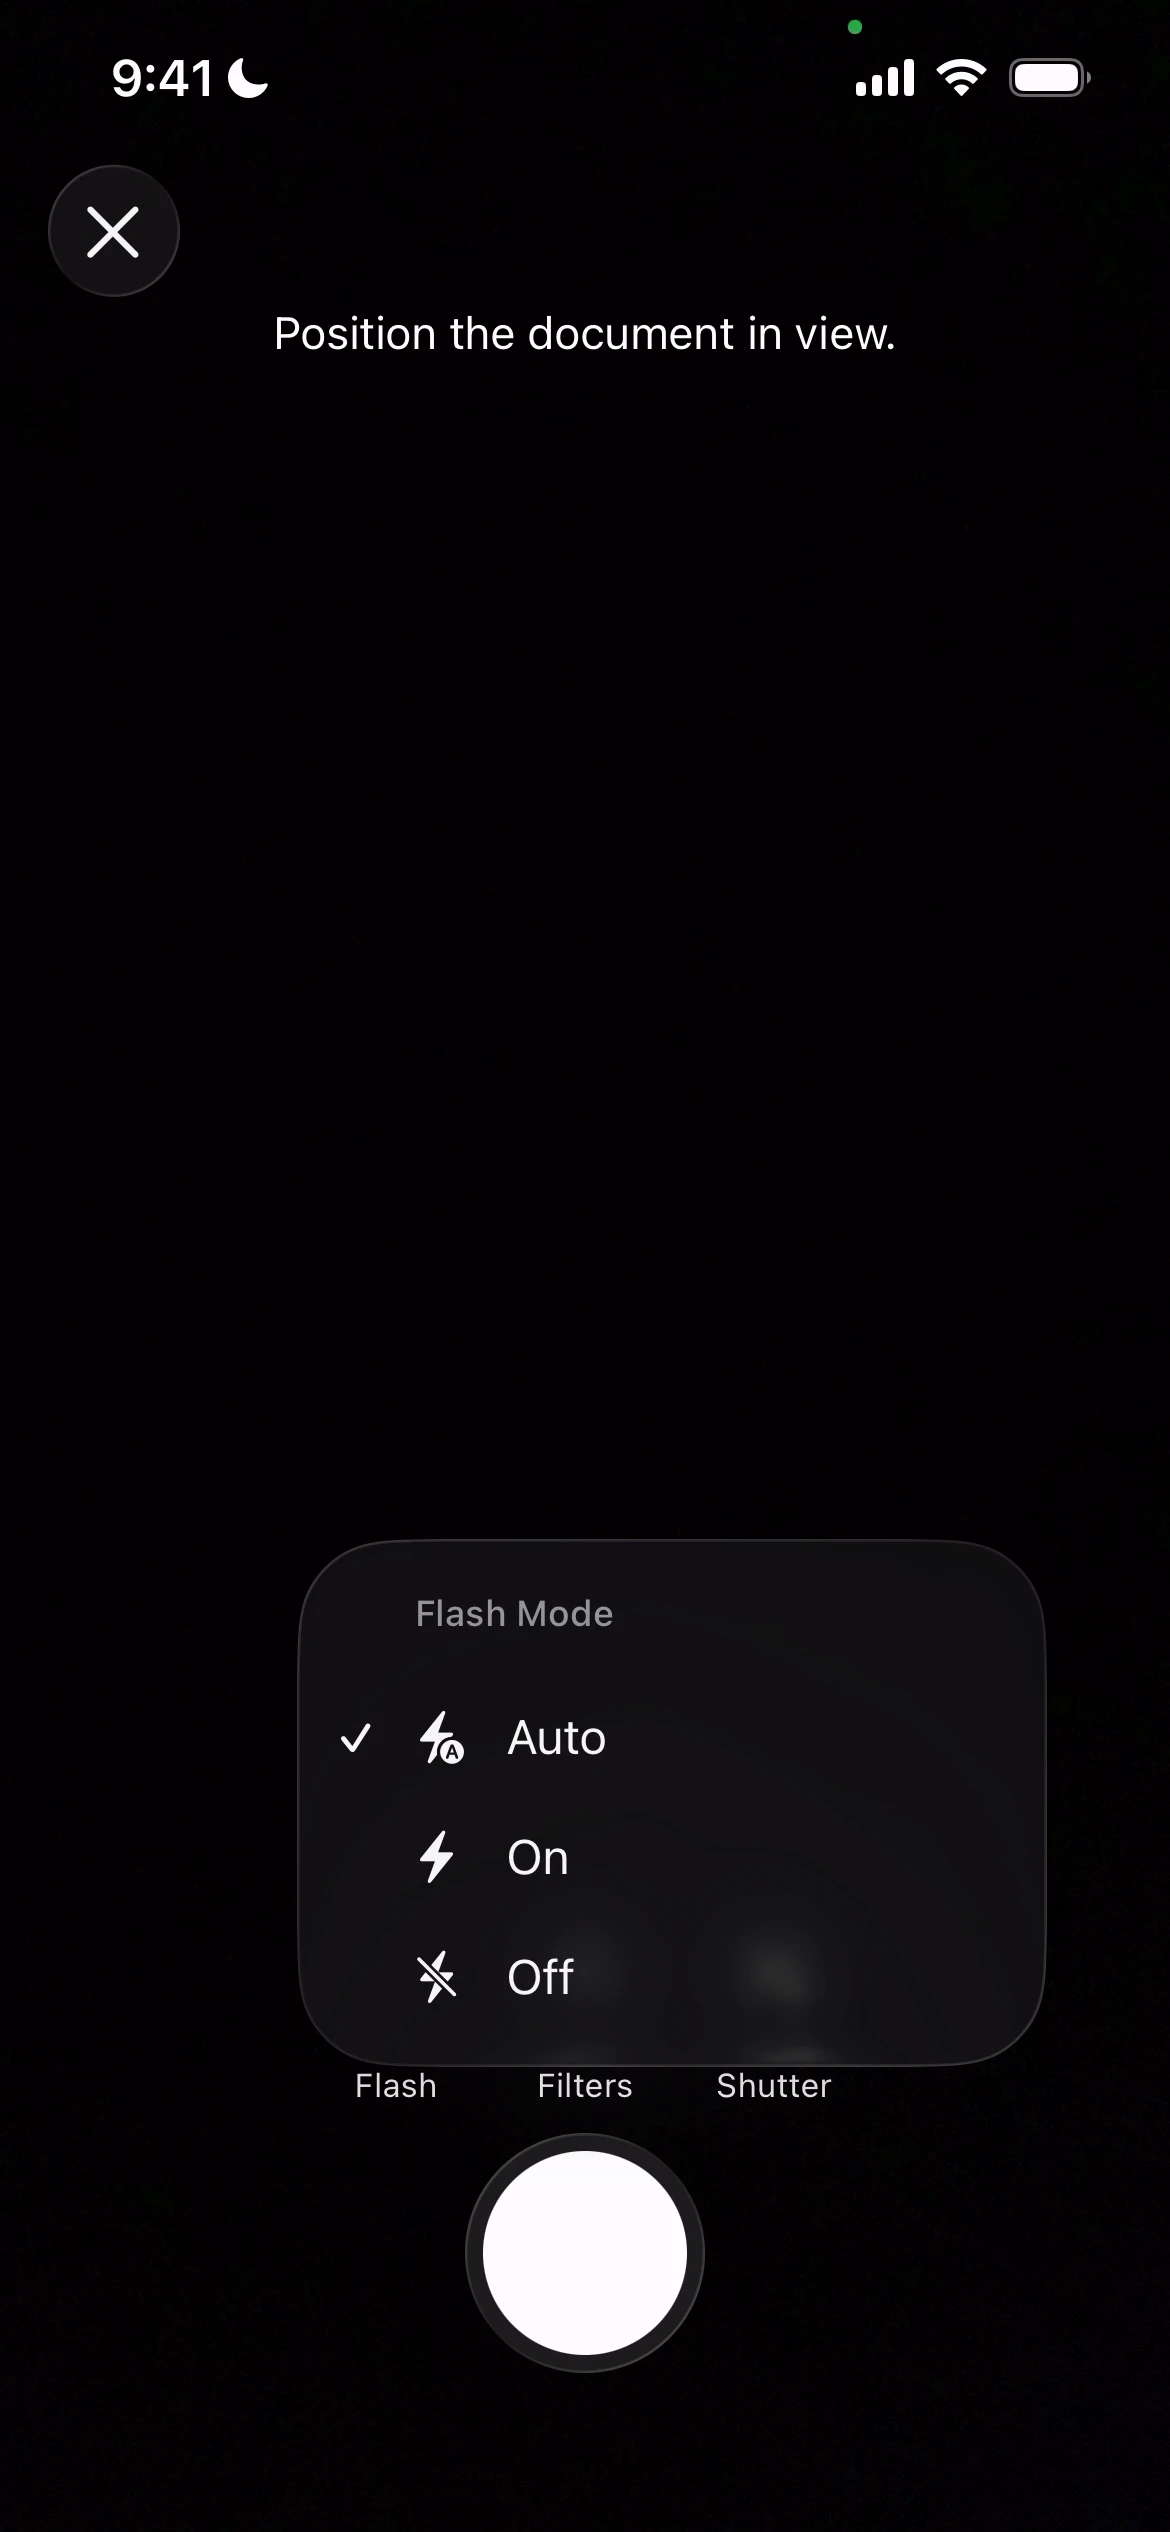 9:41
Position the document in view.
Flash Mode
Auto
On
Off
Flash
Filters
Shutter